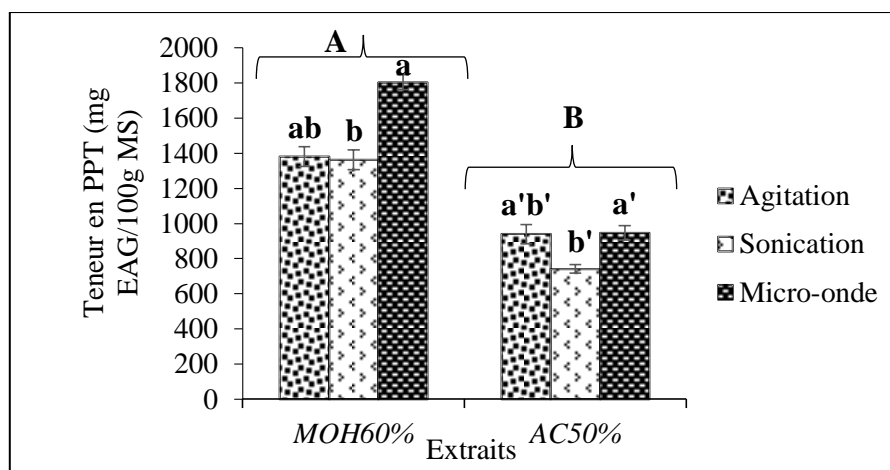 Teneur en PPT (mg
EAG/100g MS)
2000
1800
1600
1400
1200
1000
800
600
400
200
0
A
ab
b
a
B
a'b'
b'
a'
MOH60%
AC50%
Extraits
Agitation
Sonication
Micro-onde